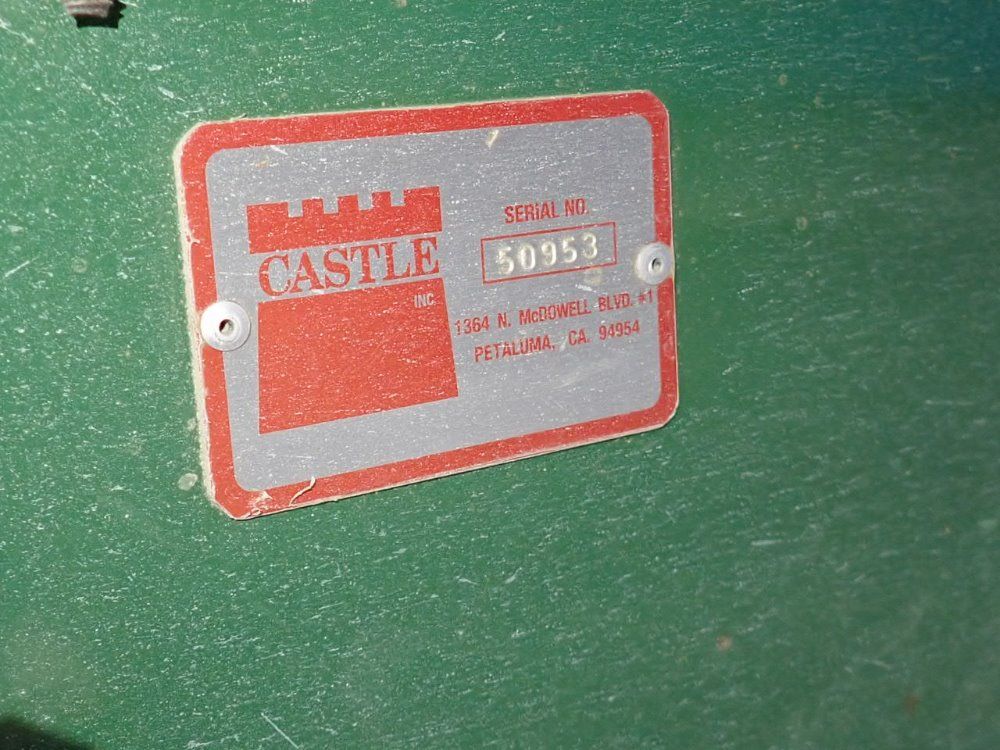 CASTLE
INC
SERIAL NO.
50953
1364 N. McDOWELL BLVD. #1
PETALUMA, CA. 94954